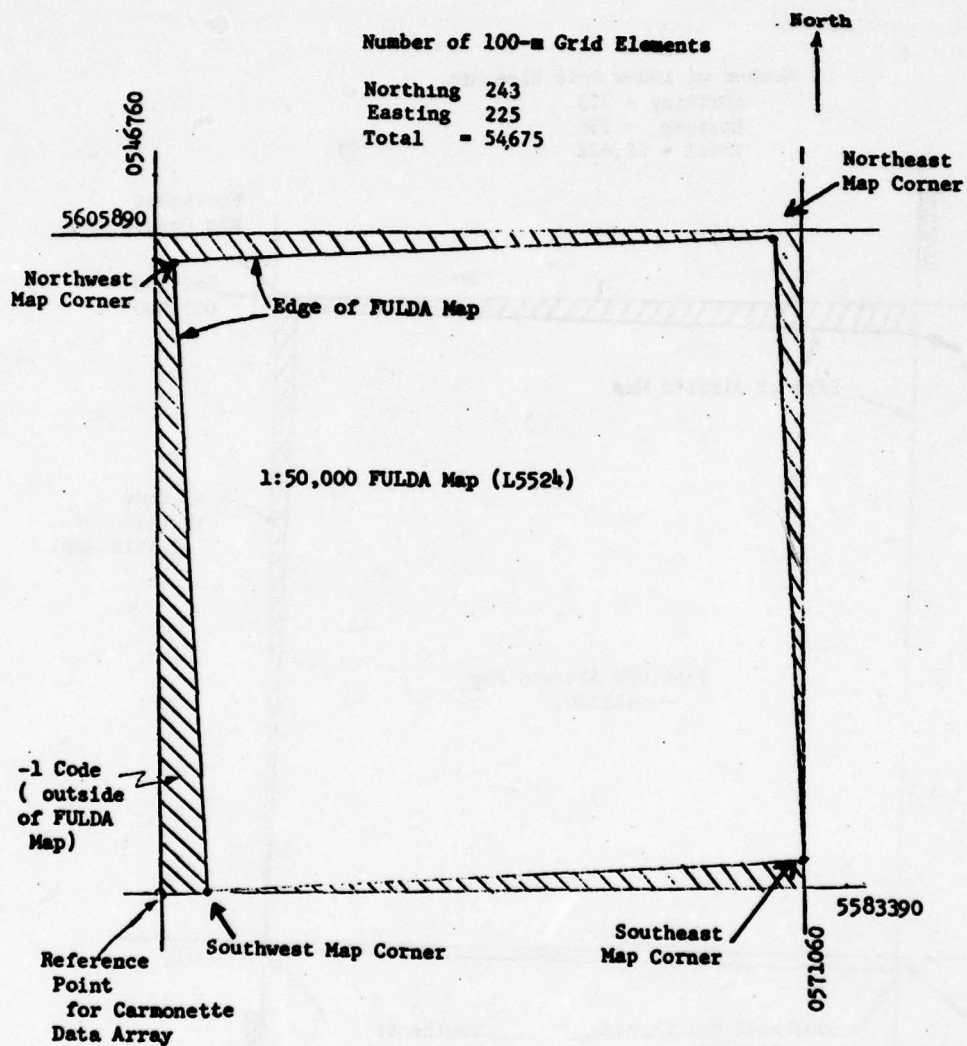 North
Number of 100-m Grid Elements
Northing 243
Easting 225
Total = 54,675
0546760
Northeast
Map Corner
5605890
Northwest
Map Corner
Edge of FULDA Map
1:50,000 FULDA Map (L5524)
-1 Code
( outside
of FULDA
Map)
5583390
Southwest Map Corner
Southeast
Map Corner
0571060
Reference
Point
for Carmonette
Data Array